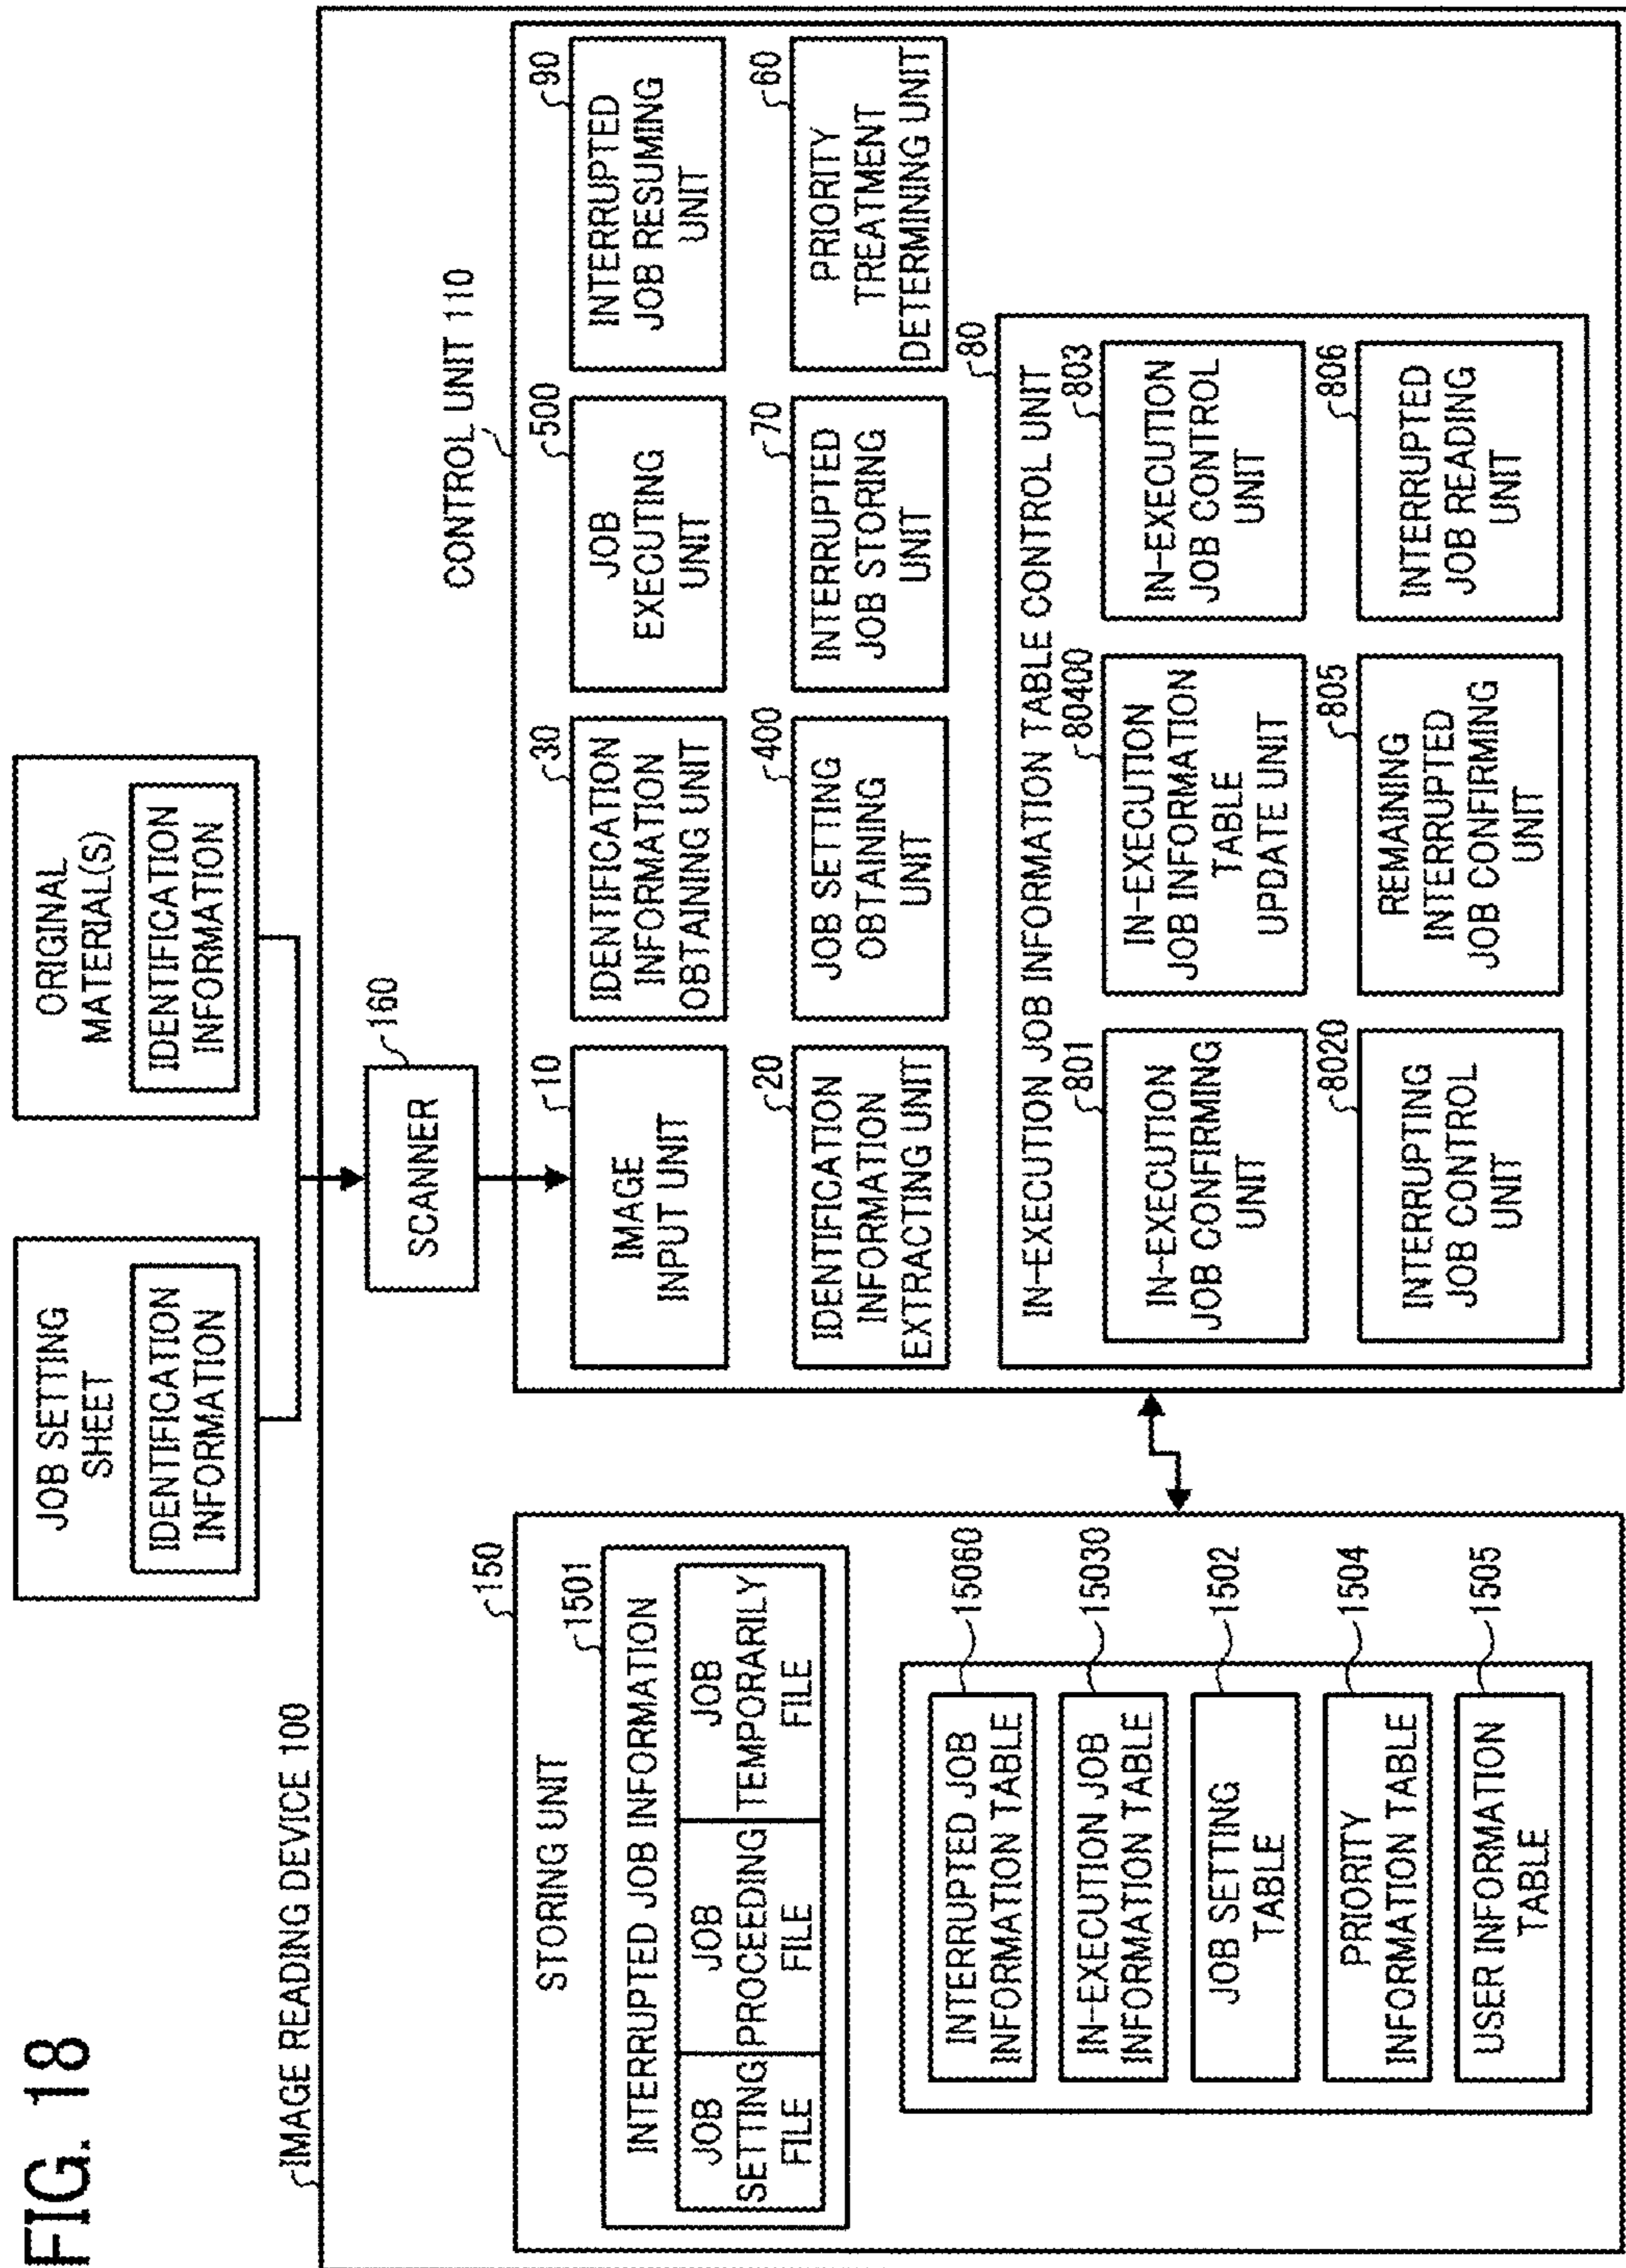 FIG. 18
JOB SETTING
SHEET
IDENTIFICATION
INFORMATION
ORIGINAL
MATERIAL(S)
IDENTIFICATION
INFORMATION
IMAGE READING DEVICE 100
SCANNER
160
CONTROL UNIT 110
150
STORING UNIT
1501
INTERRUPTED JOB INFORMATION
JOB
SETTING
FILE
JOB
PROCEEDING
FILE
JOB
TEMPORARILY
FILE
INTERRUPTED JOB
INFORMATION TABLE
15060
IN-EXECUTION JOB
INFORMATION TABLE
15030
JOB SETTING
TABLE
1502
PRIORITY
INFORMATION TABLE
1504
USER INFORMATION
TABLE
1505
10
IMAGE
INPUT UNIT
30
IDENTIFICATION
INFORMATION
OBTAINING UNIT
500
JOB
EXECUTING
UNIT
90
INTERRUPTED
JOB RESUMING
UNIT
20
IDENTIFICATION
INFORMATION
EXTRACTING UNIT
400
JOB SETTING
OBTAINING
UNIT
70
INTERRUPTED
JOB STORING
UNIT
60
PRIORITY
TREATMENT
DETERMINING UNIT
80
IN-EXECUTION JOB INFORMATION TABLE CONTROL UNIT
801
IN-EXECUTION
JOB CONFIRMING
UNIT
80400
IN-EXECUTION
JOB INFORMATION
TABLE
UPDATE UNIT
803
IN-EXECUTION
JOB CONTROL
UNIT
8020
INTERRUPTING
JOB CONTROL
UNIT
805
REMAINING
INTERRUPTED
JOB CONFIRMING
UNIT
806
INTERRUPTED
JOB READING
UNIT